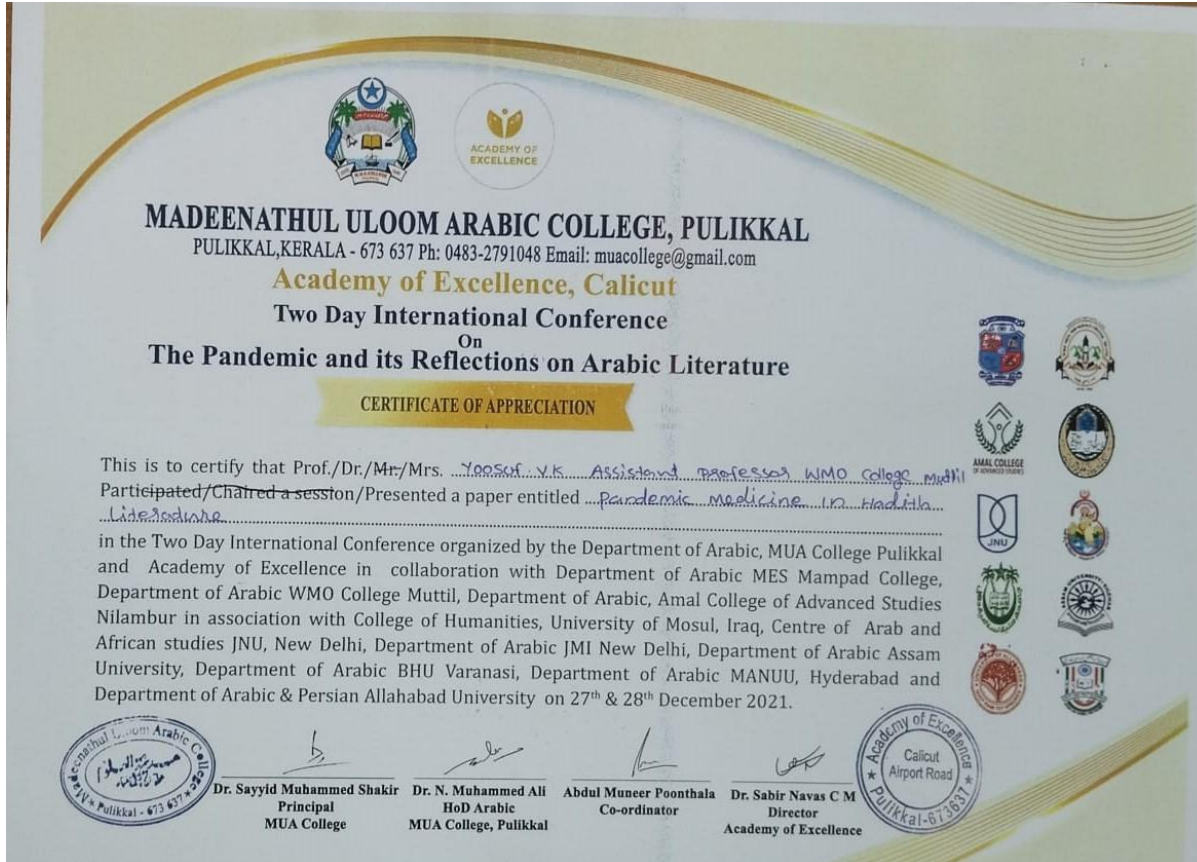 ACADEMY OF
EXCELLENCE
MADEENATHUL ULOOM ARABIC COLLEGE, PULIKKAL
PULIKKAL,KERALA - 673 637 Ph: 0483-2791048 Email: muacollege@gmail.com
Academy of Excellence, Calicut
Two Day International Conference
On
The Pandemic and its Reflections on Arabic Literature
CERTIFICATE OF APPRECIATION
This is to certify that Prof./Dr./Mr./Mrs. Yoosuf V.K Assistant professor WMO College Muttil
Participated/Chaired a session/Presented a paper entitled Pandemic medicine in Hadith
Literature
in the Two Day International Conference organized by the Department of Arabic, MUA College Pulikkal
and Academy of Excellence in collaboration with Department of Arabic MES Mampad College,
Department of Arabic WMO College Muttil, Department of Arabic, Amal College of Advanced Studies
Nilambur in association with College of Humanities, University of Mosul, Iraq, Centre of Arab and
African studies JNU, New Delhi, Department of Arabic JMI New Delhi, Department of Arabic Assam
University, Department of Arabic BHU Varanasi, Department of Arabic MANUU, Hyderabad and
Department of Arabic & Persian Allahabad University on 27th & 28th December 2021.
AMAL COLLEGE
OF ADVANCED STUDIES
JNU
Madeenathul Uloom Arabic College
Pulikkal - 673 637
Dr. Sayyid Muhammed Shakir
Principal
MUA College
Dr. N. Muhammed Ali
HoD Arabic
MUA College, Pulikkal
Abdul Muneer Poonthala
Co-ordinator
Dr. Sabir Navas C M
Director
Academy of Excellence
Academy of Excellence
Calicut
Airport Road
Pulikkal-673637